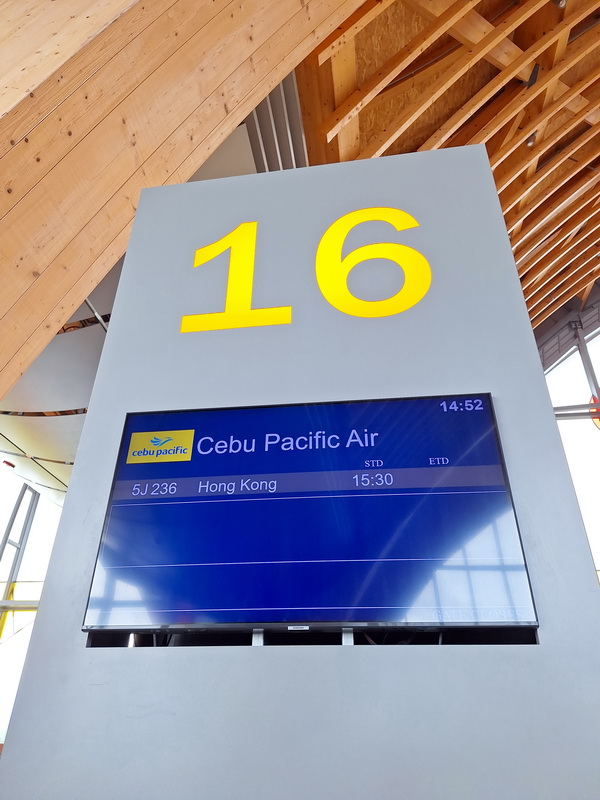 16
14:52
cebu pacific Cebu Pacific Air
STD ETD
5J 236 Hong Kong 15:30